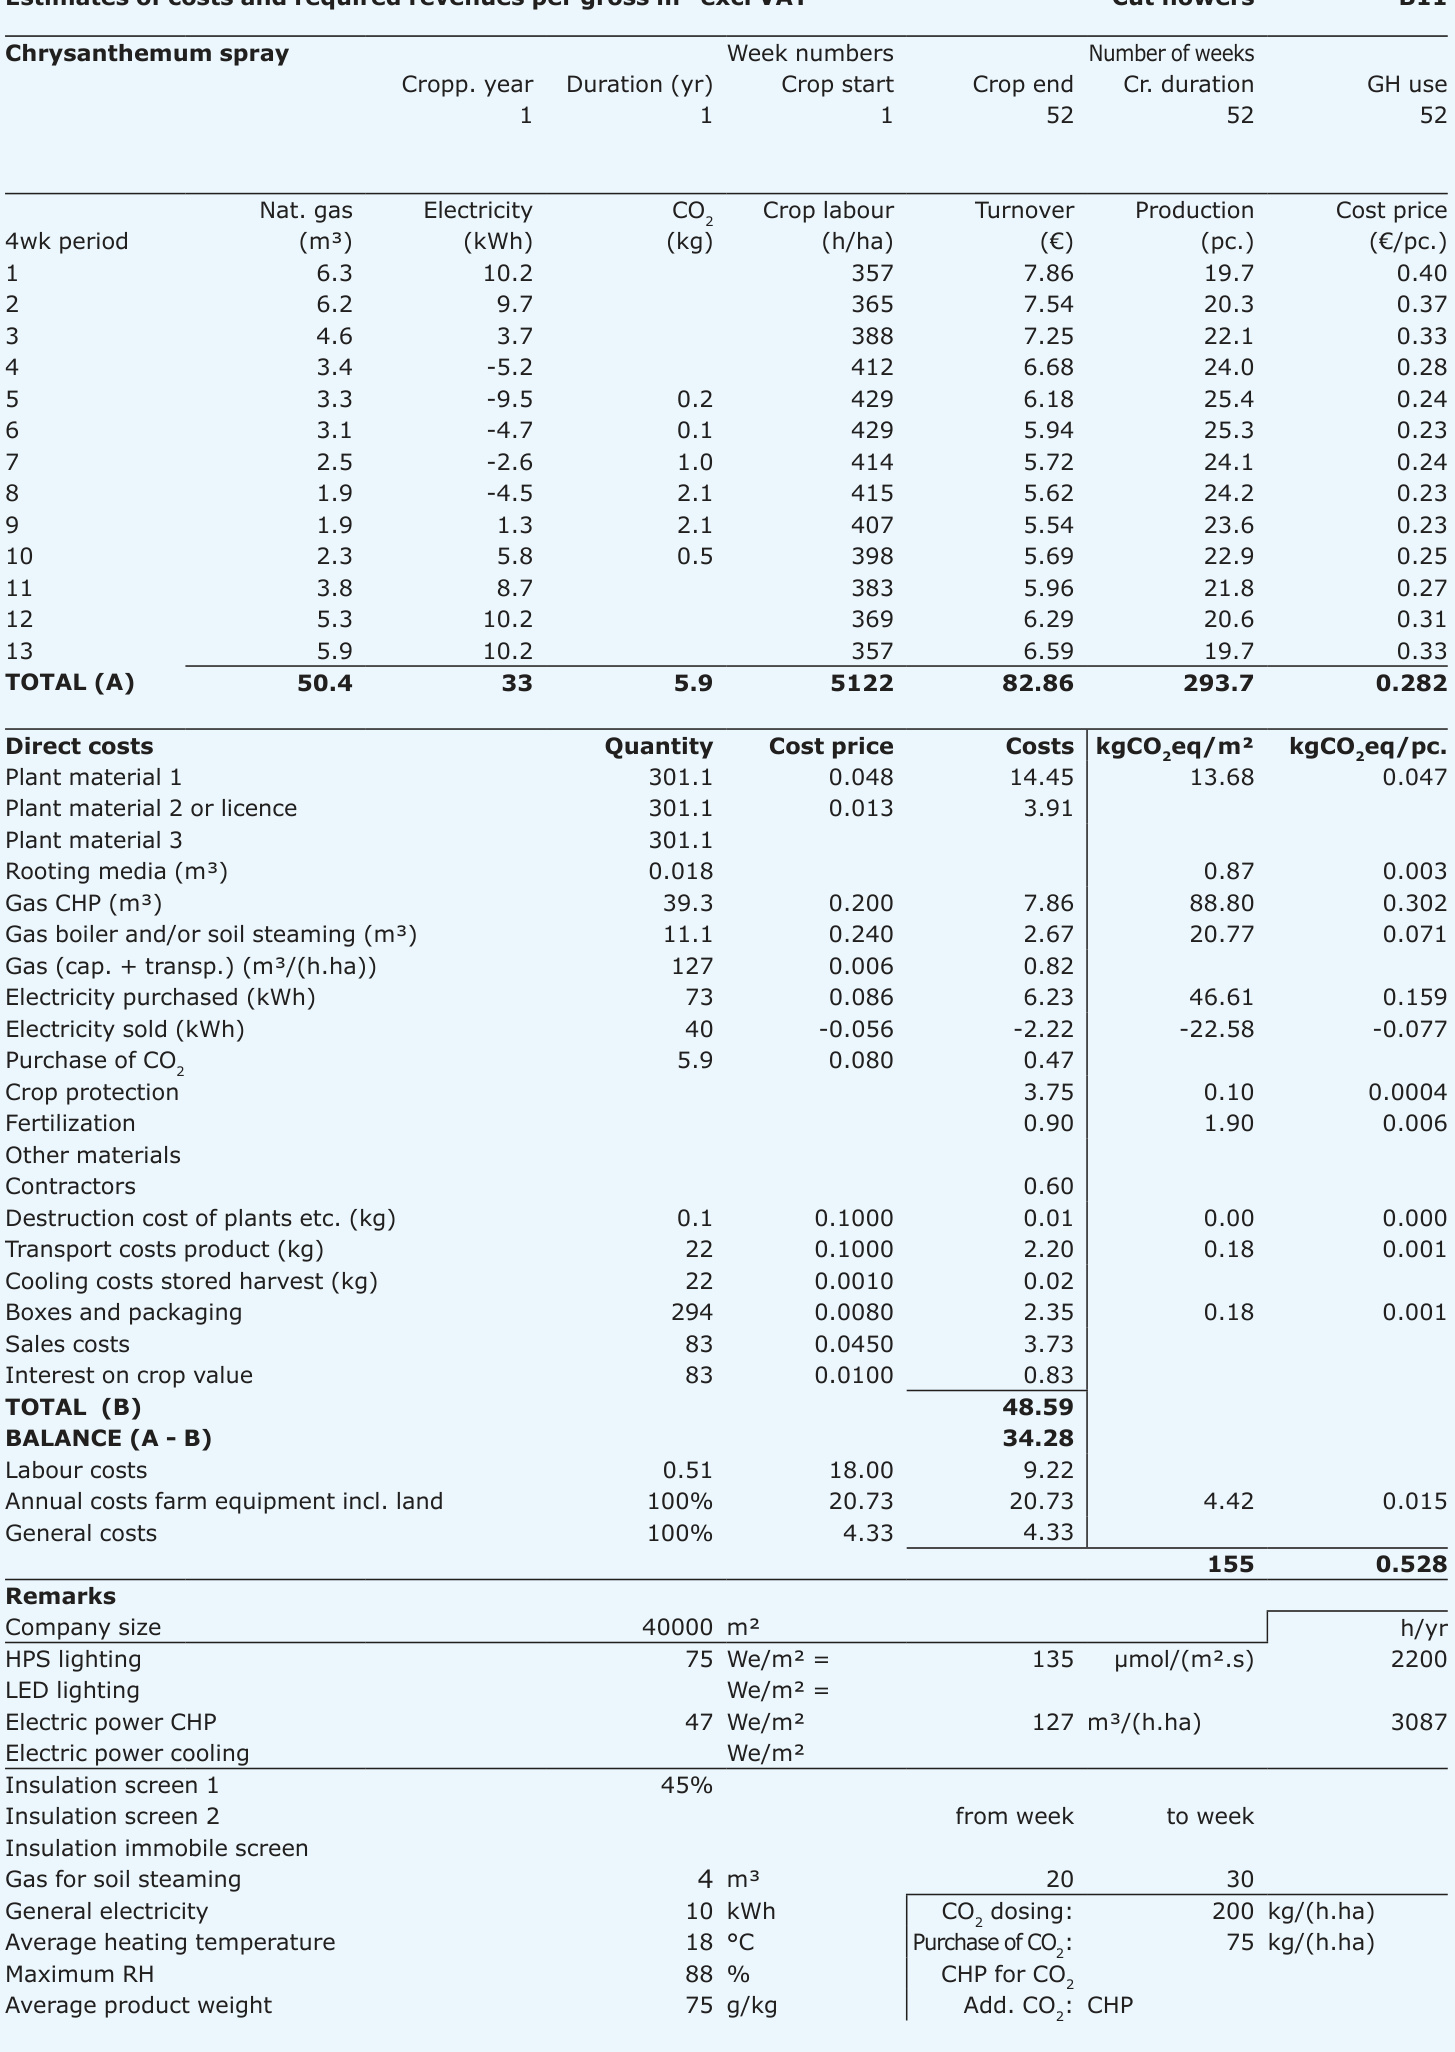 Estimates of costs and required revenues per gross m² excl VAT Cut flowers B11
Chrysanthemum spray Week numbers Number of weeks
Cropp. year Duration (yr) Crop start Crop end Cr. duration GH use
1 1 1 52 52 52
Nat. gas Electricity CO₂ Crop labour Turnover Production Cost price
4wk period (m³) (kWh) (kg) (h/ha) (€) (pc.) (€/pc.)
1 6.3 10.2 357 7.86 19.7 0.40
2 6.2 9.7 365 7.54 20.3 0.37
3 4.6 3.7 388 7.25 22.1 0.33
4 3.4 -5.2 412 6.68 24.0 0.28
5 3.3 -9.5 0.2 429 6.18 25.4 0.24
6 3.1 -4.7 0.1 429 5.94 25.3 0.23
7 2.5 -2.6 1.0 414 5.72 24.1 0.24
8 1.9 -4.5 2.1 415 5.62 24.2 0.23
9 1.9 1.3 2.1 407 5.54 23.6 0.23
10 2.3 5.8 0.5 398 5.69 22.9 0.25
11 3.8 8.7 383 5.96 21.8 0.27
12 5.3 10.2 369 6.29 20.6 0.31
13 5.9 10.2 357 6.59 19.7 0.33
TOTAL (A) 50.4 33 5.9 5122 82.86 293.7 0.282
Direct costs Quantity Cost price Costs kgCO₂eq/m² kgCO₂eq/pc.
Plant material 1 301.1 0.048 14.45 13.68 0.047
Plant material 2 or licence 301.1 0.013 3.91
Plant material 3 301.1
Rooting media (m³) 0.018 0.87 0.003
Gas CHP (m³) 39.3 0.200 7.86 88.80 0.302
Gas boiler and/or soil steaming (m³) 11.1 0.240 2.67 20.77 0.071
Gas (cap. + transp.) (m³/(h.ha)) 127 0.006 0.82
Electricity purchased (kWh) 73 0.086 6.23 46.61 0.159
Electricity sold (kWh) 40 -0.056 -2.22 -22.58 -0.077
Purchase of CO₂ 5.9 0.080 0.47
Crop protection 3.75 0.10 0.0004
Fertilization 0.90 1.90 0.006
Other materials
Contractors 0.60
Destruction cost of plants etc. (kg) 0.1 0.1000 0.01 0.00 0.000
Transport costs product (kg) 22 0.1000 2.20 0.18 0.001
Cooling costs stored harvest (kg) 22 0.0010 0.02
Boxes and packaging 294 0.0080 2.35 0.18 0.001
Sales costs 83 0.0450 3.73
Interest on crop value 83 0.0100 0.83
TOTAL (B) 48.59
BALANCE (A - B) 34.28
Labour costs 0.51 18.00 9.22
Annual costs farm equipment incl. land 100% 20.73 20.73 4.42 0.015
General costs 100% 4.33 4.33
155 0.528
Remarks
Company size 40000 m² h/yr
HPS lighting 75 We/m² = 135 µmol/(m².s) 2200
LED lighting We/m² =
Electric power CHP 47 We/m² 127 m³/(h.ha) 3087
Electric power cooling We/m²
Insulation screen 1 45%
Insulation screen 2 from week to week
Insulation immobile screen
Gas for soil steaming 4 m³ 20 30
General electricity 10 kWh CO₂ dosing: 200 kg/(h.ha)
Average heating temperature 18 °C Purchase of CO₂: 75 kg/(h.ha)
Maximum RH 88 % CHP for CO₂
Average product weight 75 g/kg Add. CO₂: CHP